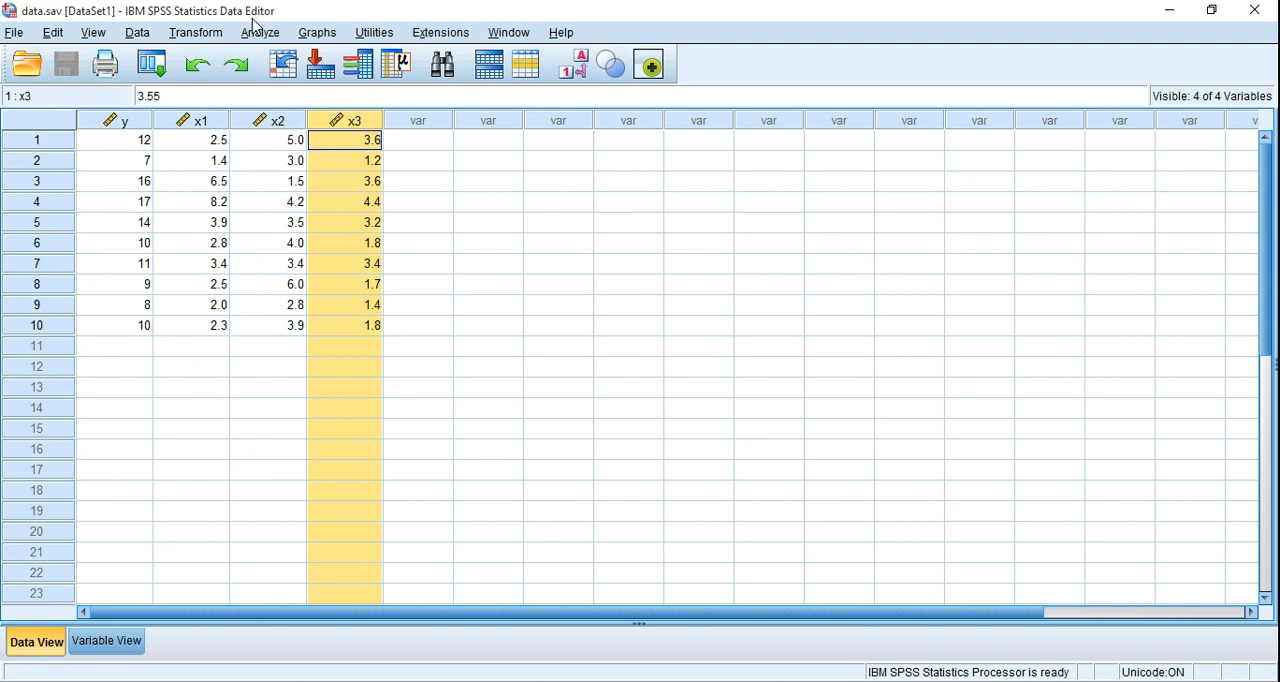 data.sav [DataSet1] - IBM SPSS Statistics Data Editor
File Edit View Data Transform Analyze Graphs Utilities Extensions Window Help
1 : x3 3.55 Visible: 4 of 4 Variables
y x1 x2 x3 var var var var var var var var var var var var
1 12 2.5 5.0 3.6
2 7 1.4 3.0 1.2
3 16 6.5 1.5 3.6
4 17 8.2 4.2 4.4
5 14 3.9 3.5 3.2
6 10 2.8 4.0 1.8
7 11 3.4 3.4 3.4
8 9 2.5 6.0 1.7
9 8 2.0 2.8 1.4
10 10 2.3 3.9 1.8
11
12
13
14
15
16
17
18
19
20
21
22
23
Data View Variable View
IBM SPSS Statistics Processor is ready Unicode:ON